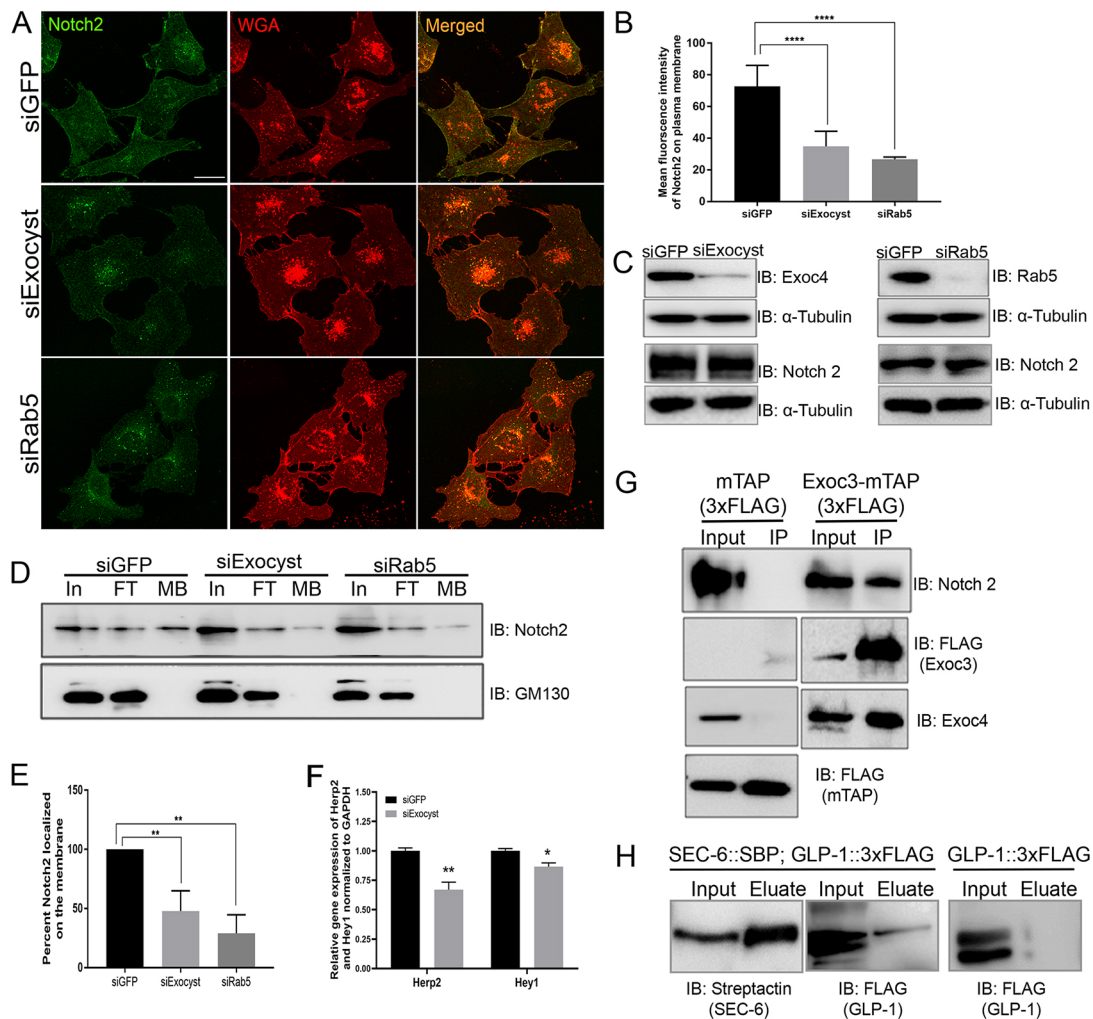 A
Notch2
WGA
Merged
siGFP
siExocyst
siRab5
B
Mean fluorescence intensity
of Notch2 on plasma membrane
100
80
60
40
20
0
****
****
siGFP
siExocyst
siRab5
C
siGFP siExocyst
IB: Exoc4
IB: α-Tubulin
IB: Notch 2
IB: α-Tubulin
siGFP siRab5
IB: Rab5
IB: α-Tubulin
IB: Notch 2
IB: α-Tubulin
D
siGFP siExocyst siRab5
In FT MB In FT MB In FT MB
IB: Notch2
IB: GM130
E
Percent Notch2 localized
on the membrane
150
100
50
0
**
**
siGFP siExocyst siRab5
F
Relative gene expression of Herp2
and Hey1 normalized to GAPDH
1.50
1.25
1.00
0.75
0.50
0.25
0.00
siGFP
siExocyst
**
*
Herp2 Hey1
G
mTAP
(3xFLAG)
Exoc3-mTAP
(3xFLAG)
Input IP Input IP
IB: Notch 2
IB: FLAG
(Exoc3)
IB: Exoc4
IB: FLAG
(mTAP)
H
SEC-6::SBP; GLP-1::3xFLAG GLP-1::3xFLAG
Input Eluate Input Eluate Input Eluate
IB: Streptactin
(SEC-6)
IB: FLAG
(GLP-1)
IB: FLAG
(GLP-1)